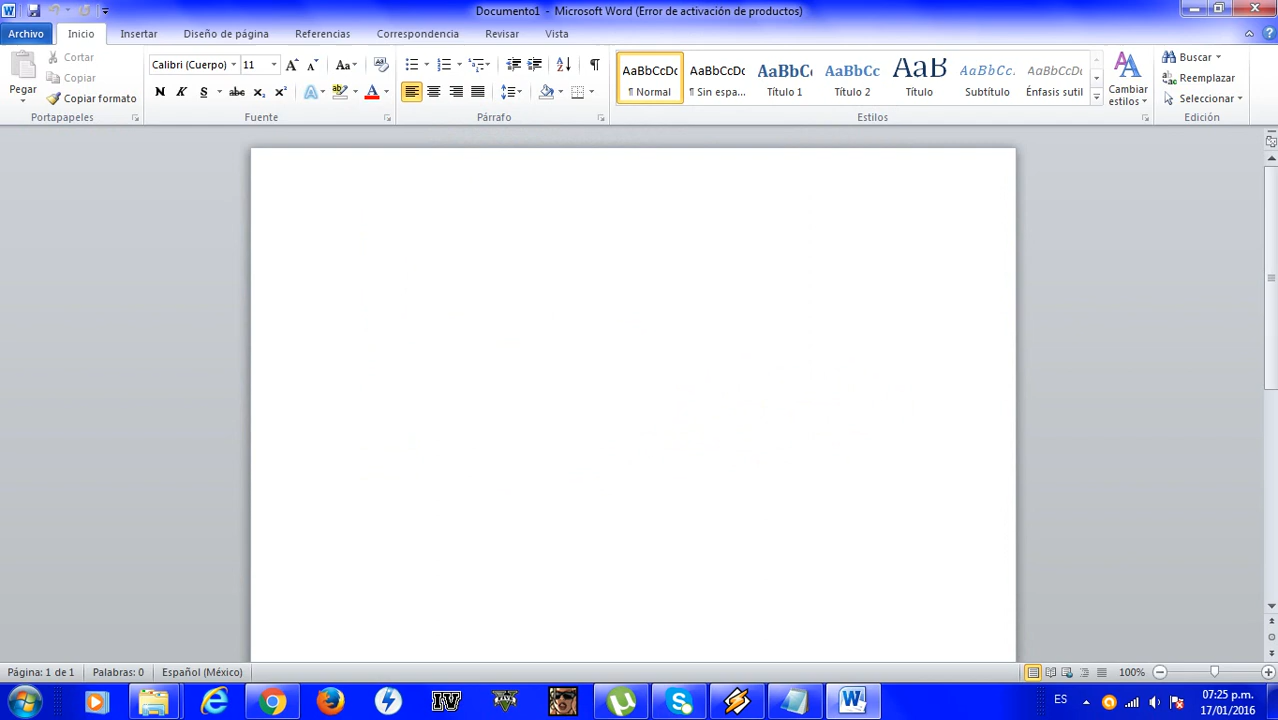 Documento1 - Microsoft Word (Error de activación de productos)
Archivo Inicio Insertar Diseño de página Referencias Correspondencia Revisar Vista
Pegar
Cortar
Copiar
Copiar formato
Portapapeles
Calibri (Cuerpo) 11
Fuente
Párrafo
AaBbCcDc AaBbCcDc AaBbCc AaBbCc AaB AaBbCc. AaBbCcDc
¶ Normal ¶ Sin espa... Título 1 Título 2 Título Subtítulo Énfasis sutil
Cambiar
estilos
Estilos
Buscar
Reemplazar
Seleccionar
Edición
Página: 1 de 1 Palabras: 0 Español (México) 100%
IV V W ES
07:25 p.m.
17/01/2016